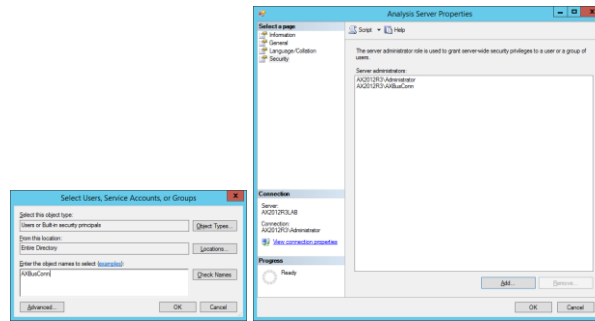 Select Users, Service Accounts, or Groups
x
Select this object type:
Users or Built-in security principals
Object Types...
From this location:
Entire Directory
Locations...
Enter the object names to select (examples):
AXBusConn
Check Names
Advanced...
OK
Cancel
Analysis Server Properties
Select a page
Information
General
Language/Collation
Security
Script
Help
The server administrator role is used to grant server-wide security privileges to a user or a group of
users.
Server administrators:
AX2012R3\Administrator
AX2012R3\AXBusConn
Connection
Server:
AX2012R3LAB
Connection:
AX2012R3\Administrator
View connection properties
Progress
Ready
Add...
Remove...
OK
Cancel